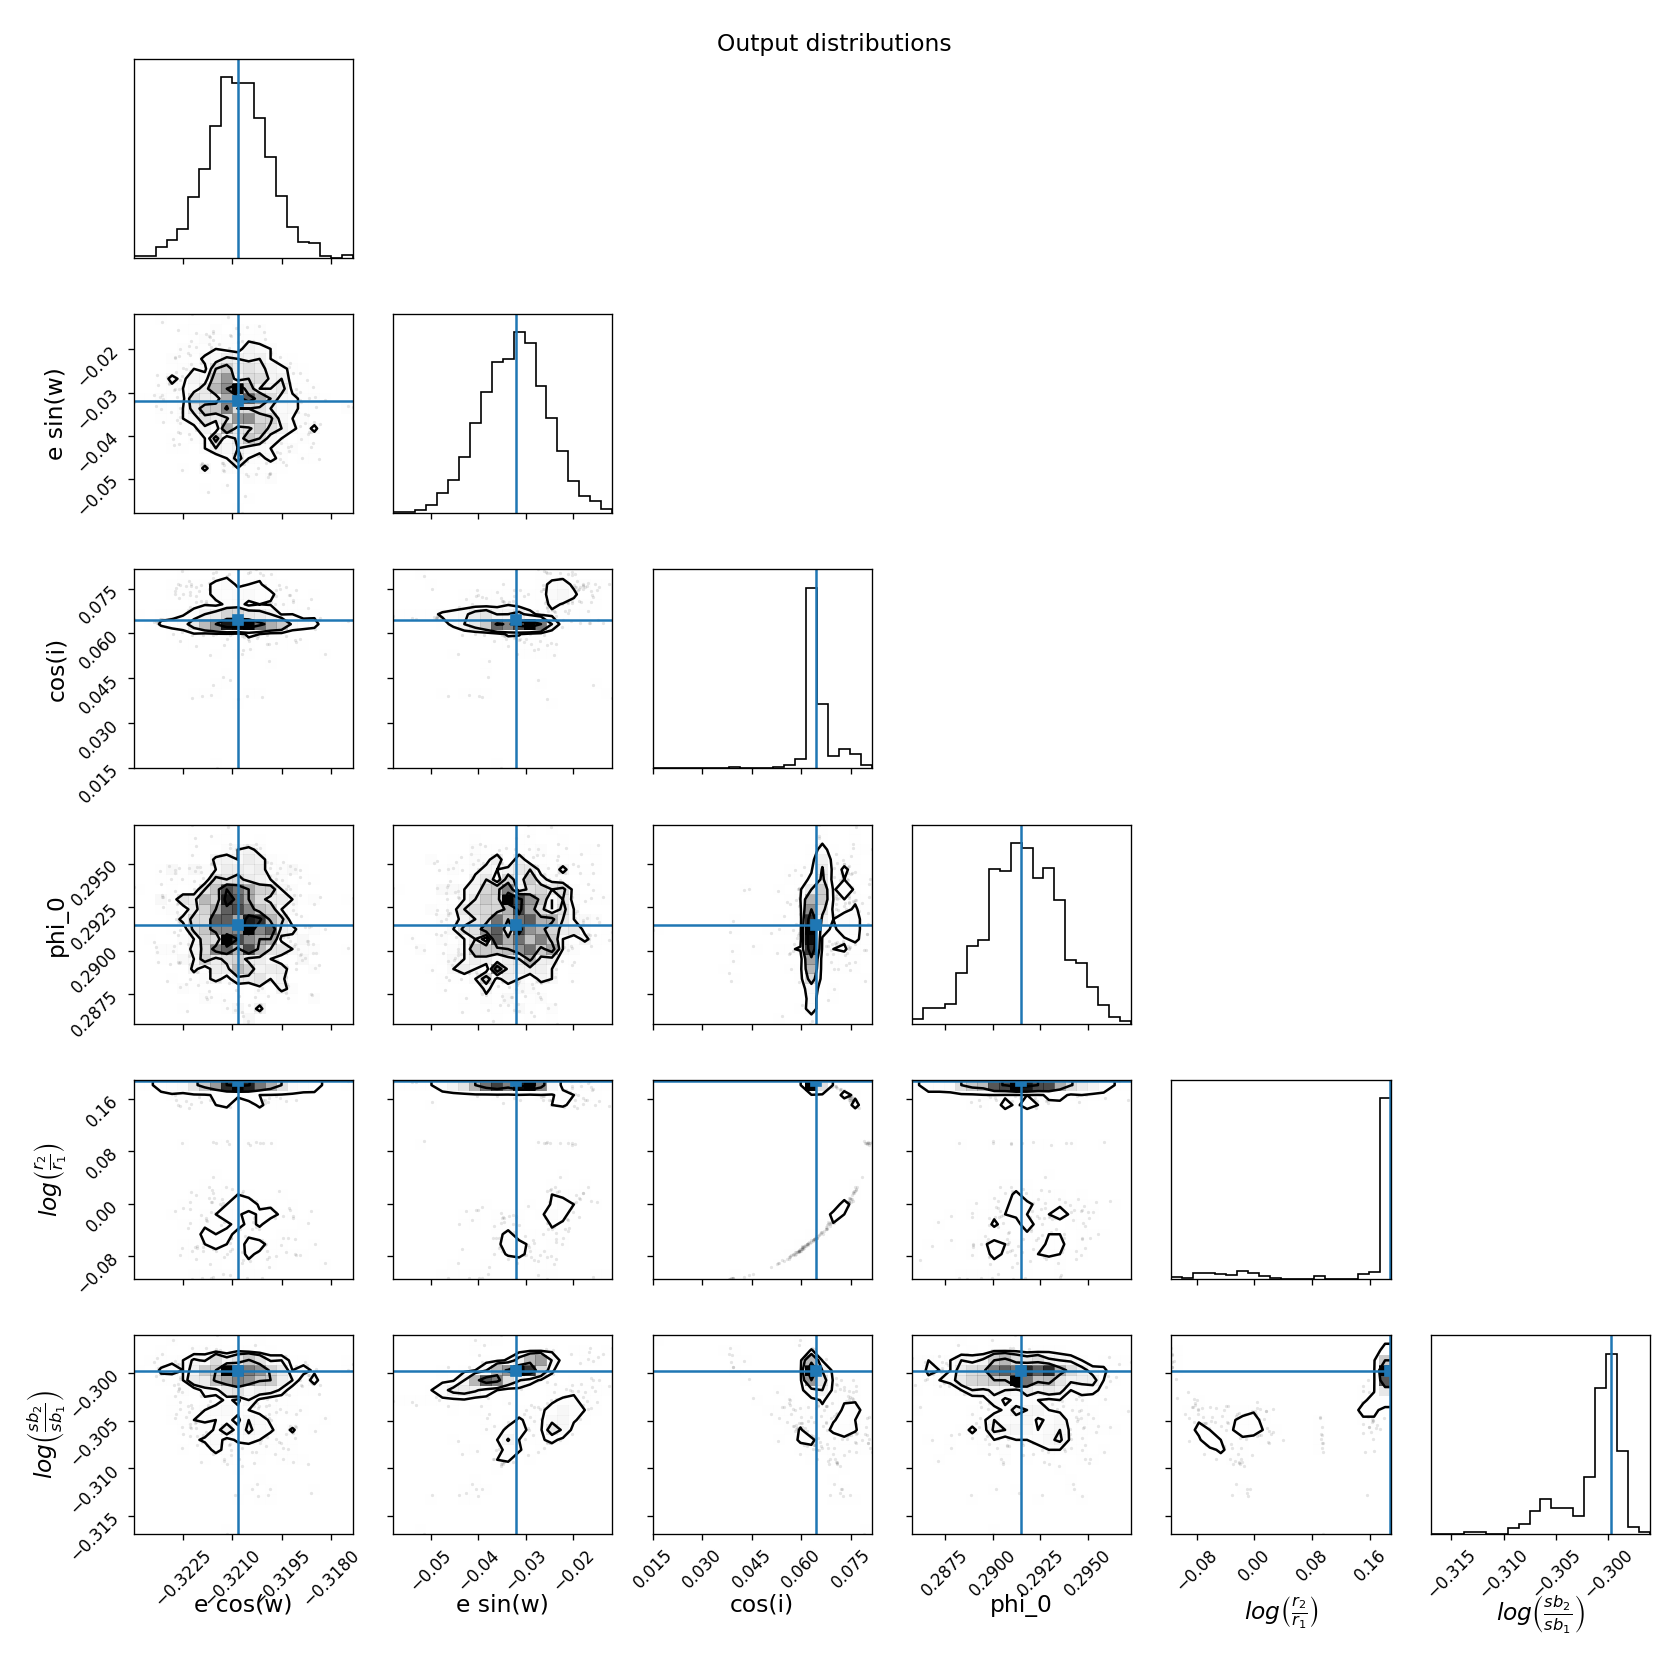 Output distributions
−0.02
−0.03
−0.04
−0.05
e sin(w)
0.075
0.060
0.045
0.030
0.015
cos(i)
0.2950
0.2925
0.2900
0.2875
phi_0
0.16
0.08
0.00
−0.08
log(r₂/r₁)
−0.300
−0.305
−0.310
−0.315
log(sb₂/sb₁)
−0.3225 −0.3210 −0.3195 −0.3180 −0.05 −0.04 −0.03 −0.02 0.015 0.030 0.045 0.060 0.075 0.2875 0.2900 0.2925 0.2950 −0.08 0.00 0.08 0.16 −0.315 −0.310 −0.305 −0.300
e cos(w) e sin(w) cos(i) phi_0 log(r₂/r₁) log(sb₂/sb₁)